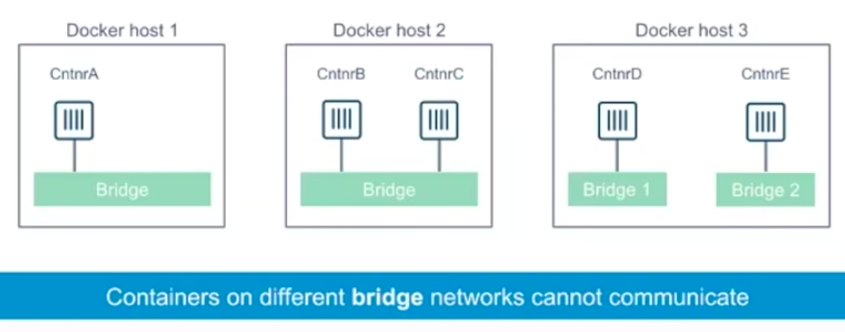 Docker host 1
Docker host 2
Docker host 3
CntnrA
CntnrB
CntnrC
CntnrD
CntnrE
Bridge
Bridge
Bridge 1
Bridge 2
Containers on different bridge networks cannot communicate